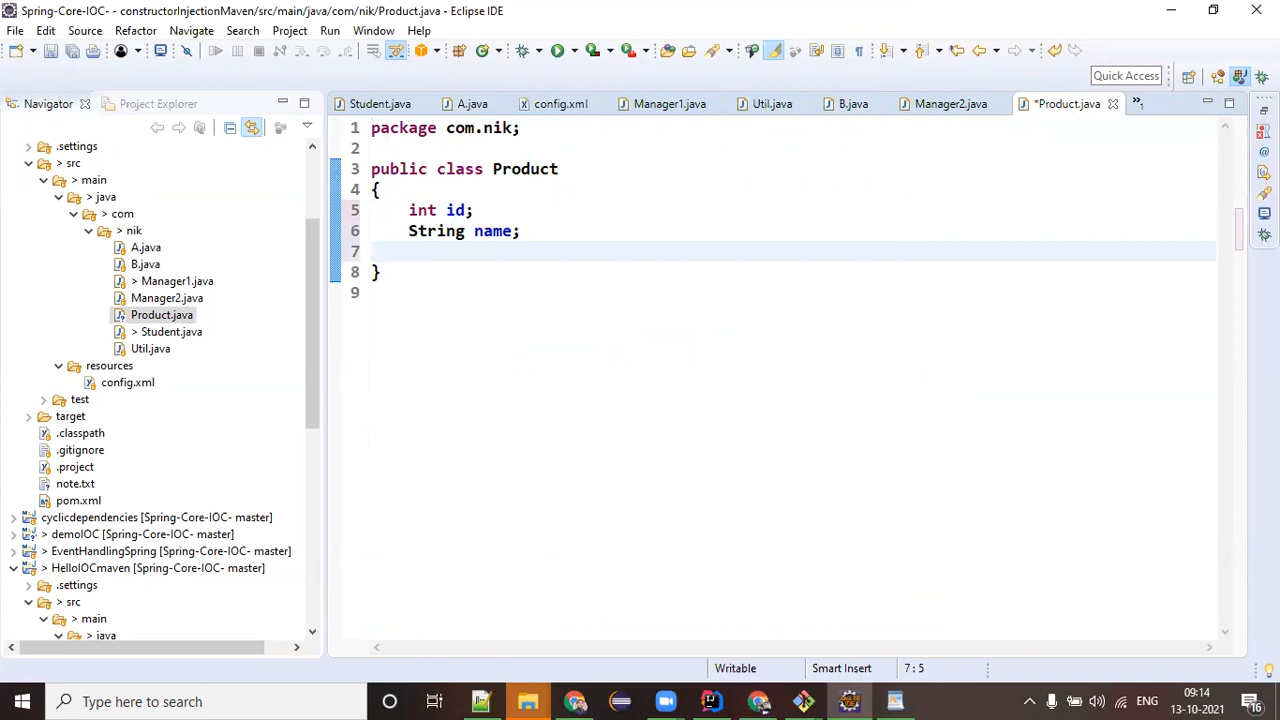 Spring-Core-IOC- - constructorInjectionMaven/src/main/java/com/nik/Product.java - Eclipse IDE
File Edit Source Refactor Navigate Search Project Run Window Help
Quick Access
Navigator Project Explorer
Student.java A.java config.xml Manager1.java Util.java B.java Manager2.java *Product.java »1
.settings
> src
> main
> java
> com
> nik
A.java
B.java
> Manager1.java
Manager2.java
Product.java
> Student.java
Util.java
resources
config.xml
test
target
.classpath
.gitignore
.project
note.txt
pom.xml
cyclicdependencies [Spring-Core-IOC- master]
> demoIOC [Spring-Core-IOC- master]
> EventHandlingSpring [Spring-Core-IOC- master]
> HelloIOCmaven [Spring-Core-IOC- master]
.settings
> src
> main
> java
1 package com.nik;
2
3 public class Product
4 {
5 int id;
6 String name;
7
8 }
9
Writable Smart Insert 7 : 5
Type here to search
ENG
09:14
13-10-2021
16